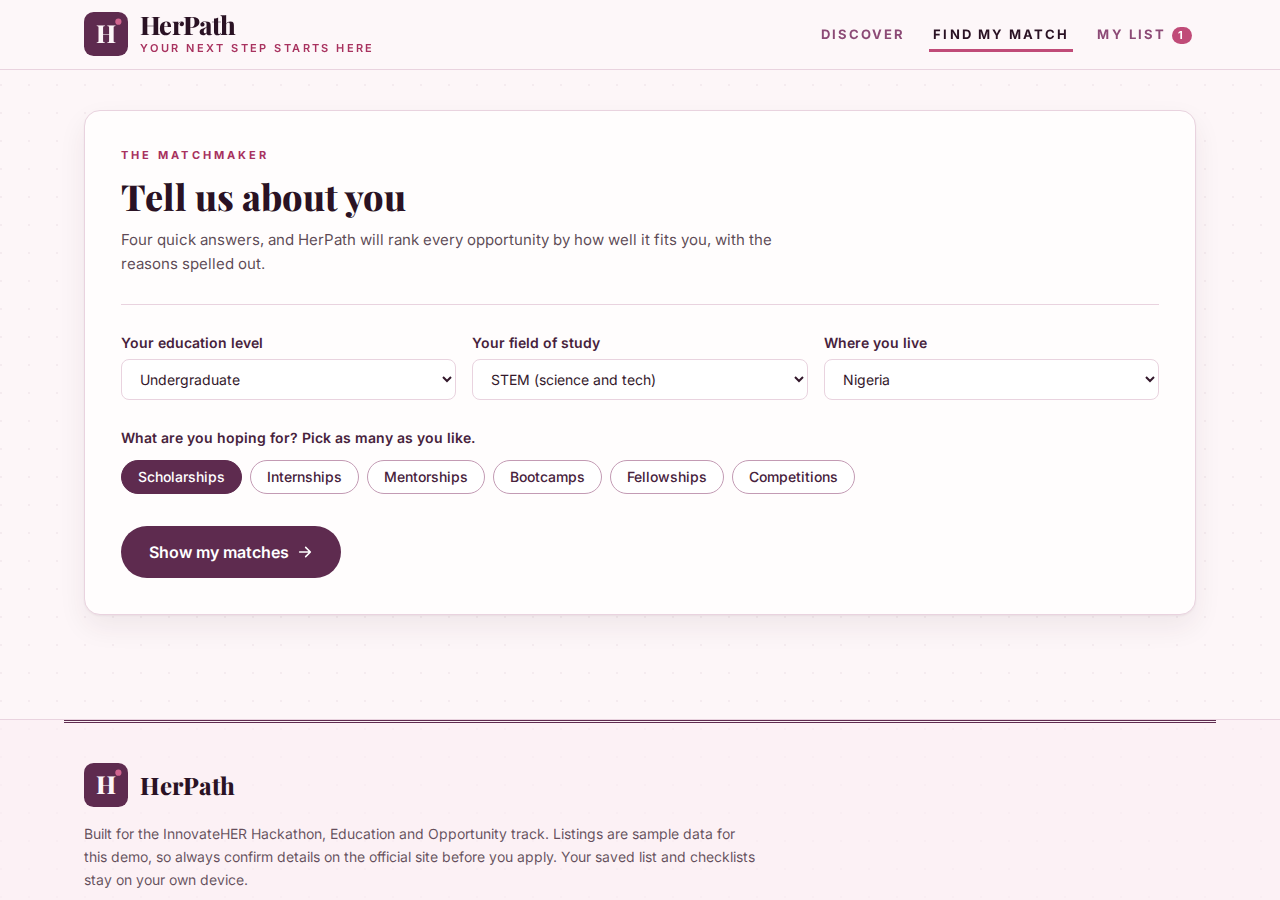 H
HerPath
YOUR NEXT STEP STARTS HERE
DISCOVER
FIND MY MATCH
MY LIST 1
THE MATCHMAKER
Tell us about you
Four quick answers, and HerPath will rank every opportunity by how well it fits you, with the
reasons spelled out.
Your education level
Your field of study
Where you live
Undergraduate
STEM (science and tech)
Nigeria
What are you hoping for? Pick as many as you like.
Scholarships
Internships
Mentorships
Bootcamps
Fellowships
Competitions
Show my matches →
H
HerPath
Built for the InnovateHER Hackathon, Education and Opportunity track. Listings are sample data for
this demo, so always confirm details on the official site before you apply. Your saved list and checklists
stay on your own device.